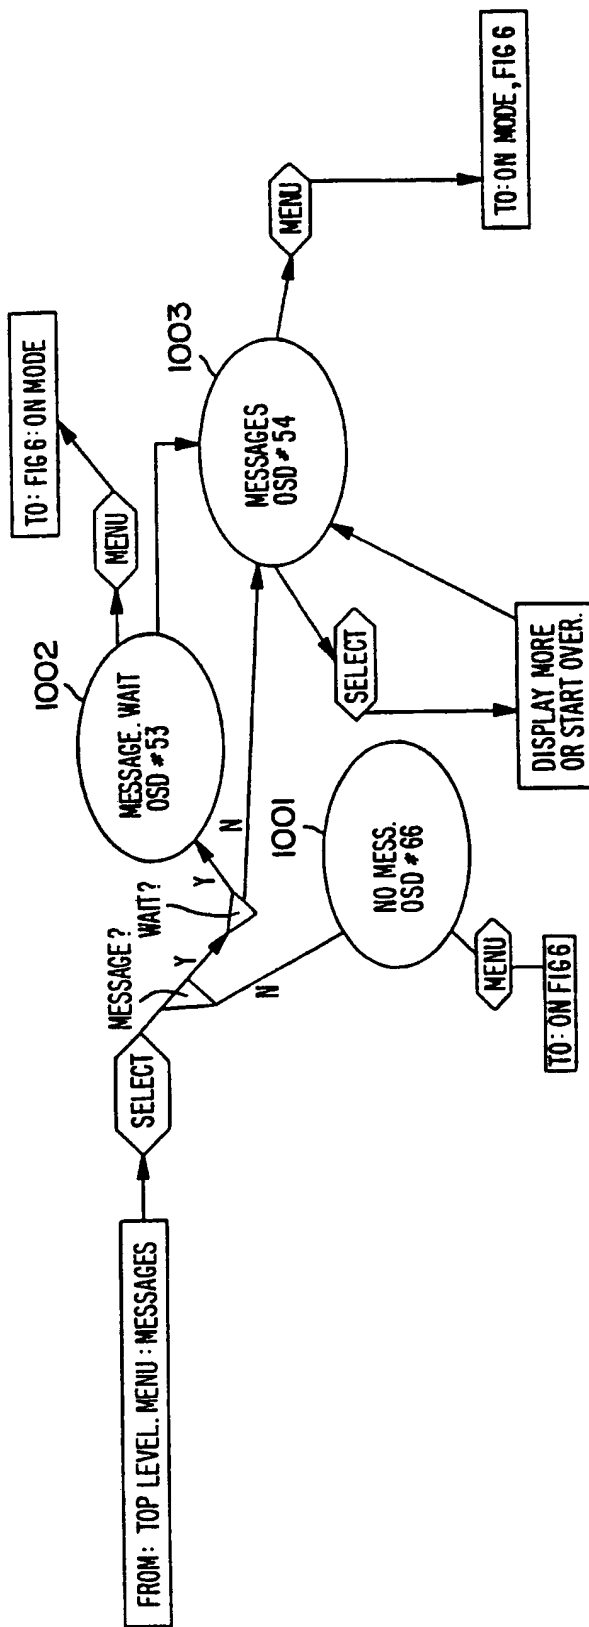 FROM: TOP LEVEL. MENU: MESSAGES
SELECT
MESSAGE?
Y
N
WAIT?
Y
N
1002
MESSAGE. WAIT
OSD #53
MENU
TO: FIG 6: ON MODE
1003
MESSAGES
OSD #54
MENU
TO: ON MODE, FIG 6
SELECT
DISPLAY MORE
OR START OVER.
1001
NO MESS.
OSD #66
MENU
TO: ON FIG 6